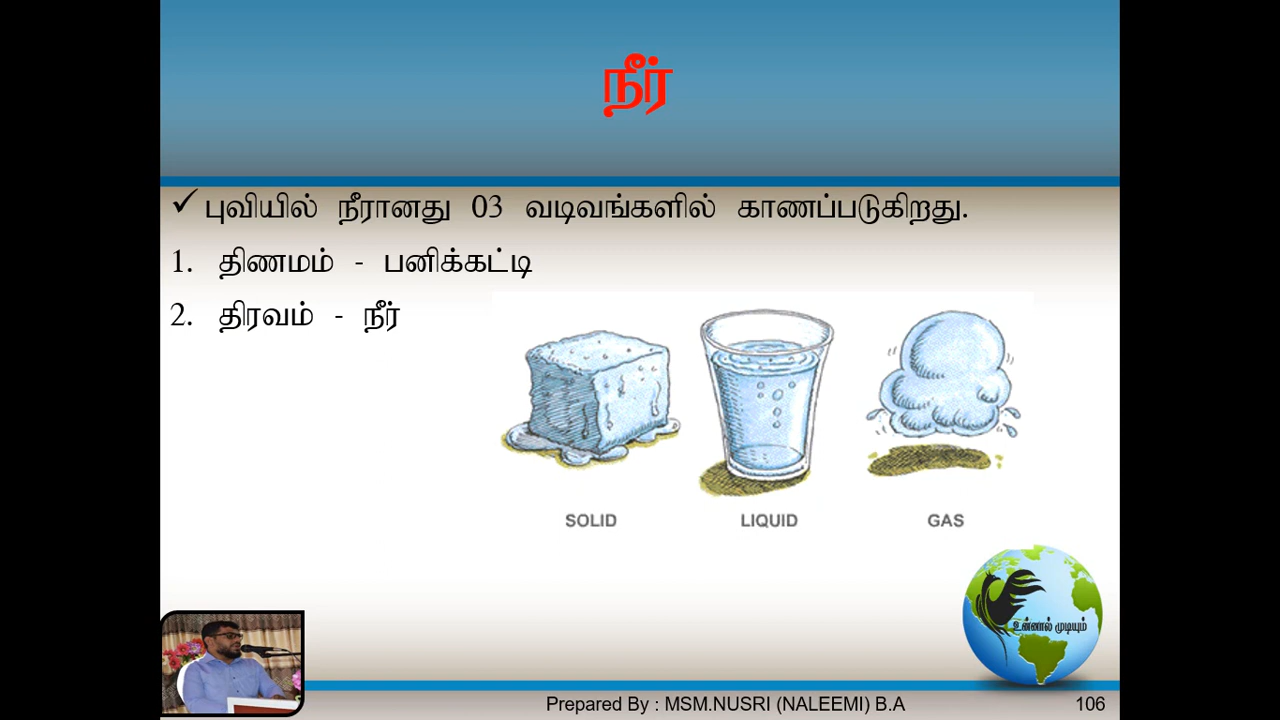 நீர்
✓ புவியில் நீரானது 03 வடிவங்களில் காணப்படுகிறது.
1. திணமம் - பனிக்கட்டி
2. திரவம் - நீர்
SOLID LIQUID GAS
உன்னால் முடியும்
Prepared By : MSM.NUSRI (NALEEMI) B.A 106